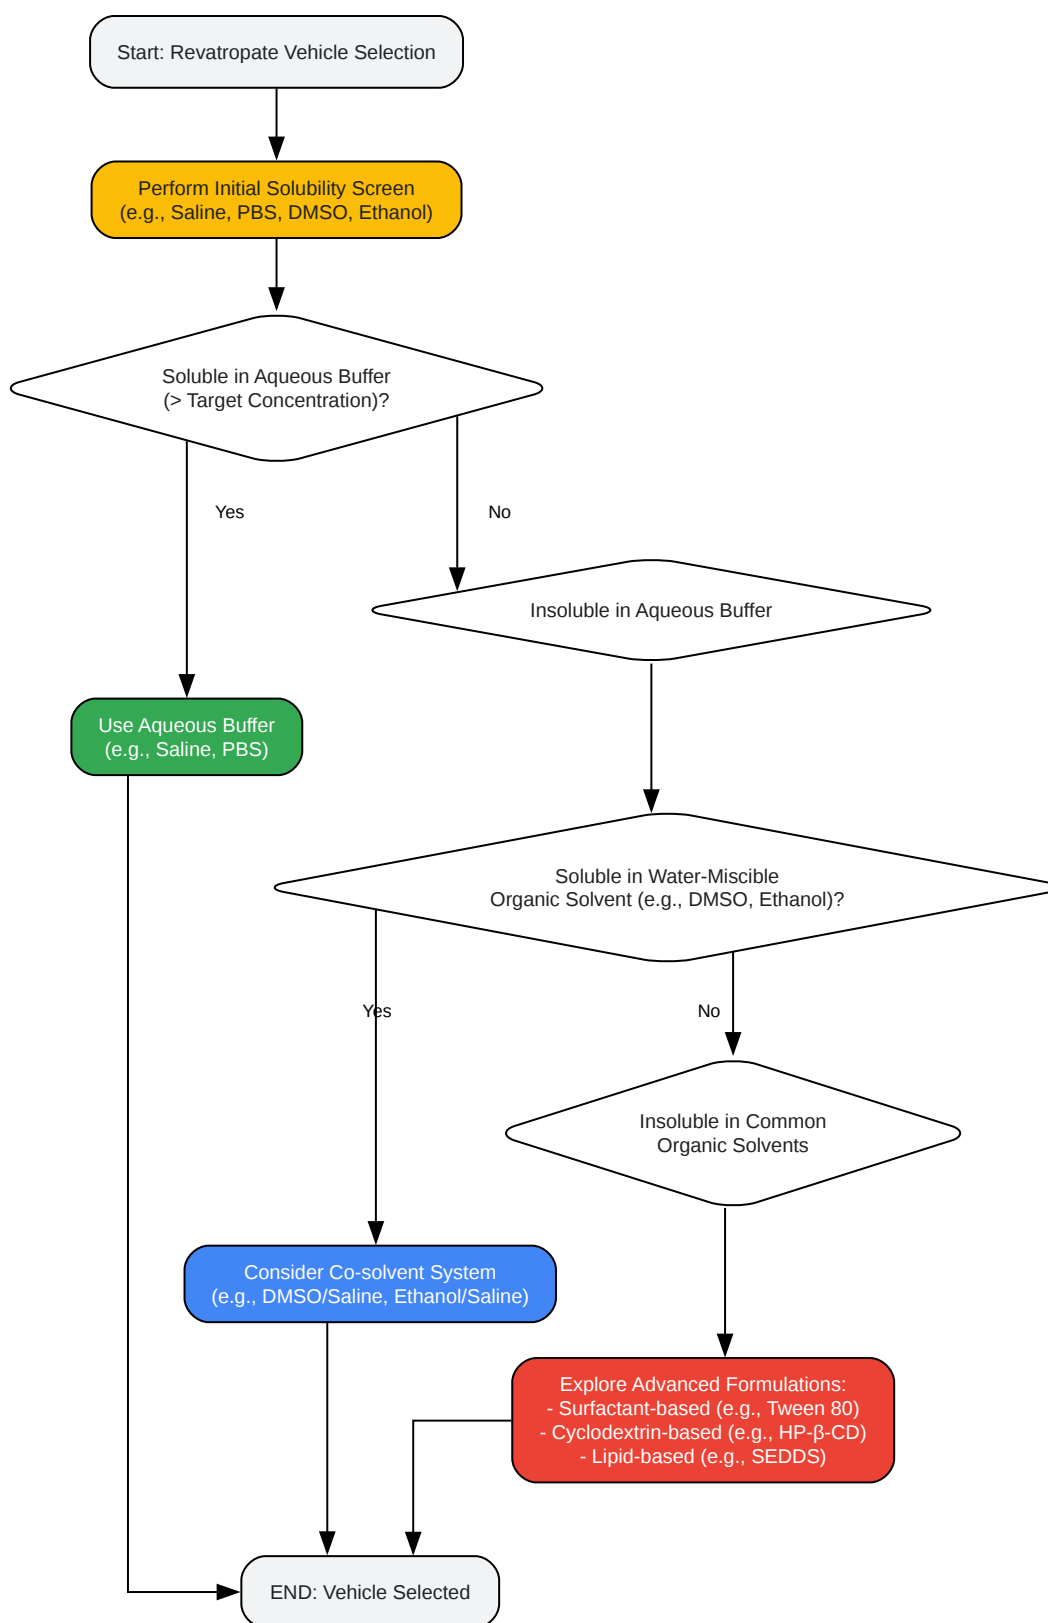 Start: Revatropate Vehicle Selection
Perform Initial Solubility Screen
(e.g., Saline, PBS, DMSO, Ethanol)
Soluble in Aqueous Buffer
(> Target Concentration)?
Yes
No
Insoluble in Aqueous Buffer
Use Aqueous Buffer
(e.g., Saline, PBS)
Soluble in Water-Miscible
Organic Solvent (e.g., DMSO, Ethanol)?
Yes
No
Insoluble in Common
Organic Solvents
Consider Co-solvent System
(e.g., DMSO/Saline, Ethanol/Saline)
Explore Advanced Formulations:
- Surfactant-based (e.g., Tween 80)
- Cyclodextrin-based (e.g., HP-β-CD)
- Lipid-based (e.g., SEDDS)
END: Vehicle Selected